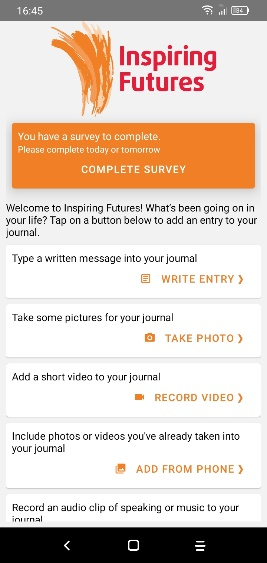 16:45
84
Inspiring
Futures
You have a survey to complete.
Please complete today or tomorrow
COMPLETE SURVEY
Welcome to Inspiring Futures! What's been going on in
your life? Tap on a button below to add an entry to your
journal.
Type a written message into your journal
WRITE ENTRY ❯
Take some pictures for your journal
TAKE PHOTO ❯
Add a short video to your journal
RECORD VIDEO ❯
Include photos or videos you've already taken into
your journal
ADD FROM PHONE ❯
Record an audio clip of speaking or music to your
journal